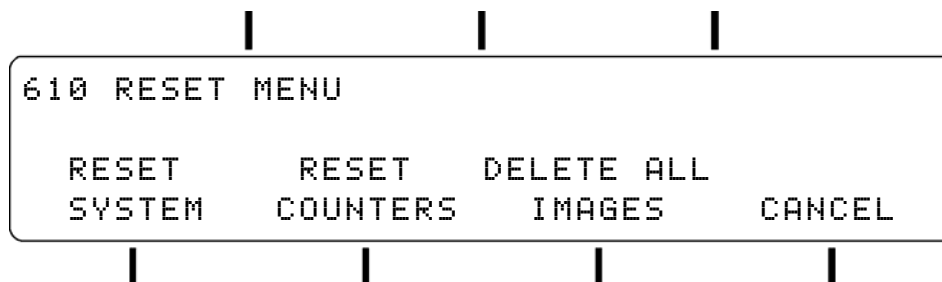 610 RESET MENU
RESET RESET DELETE ALL
SYSTEM COUNTERS IMAGES CANCEL